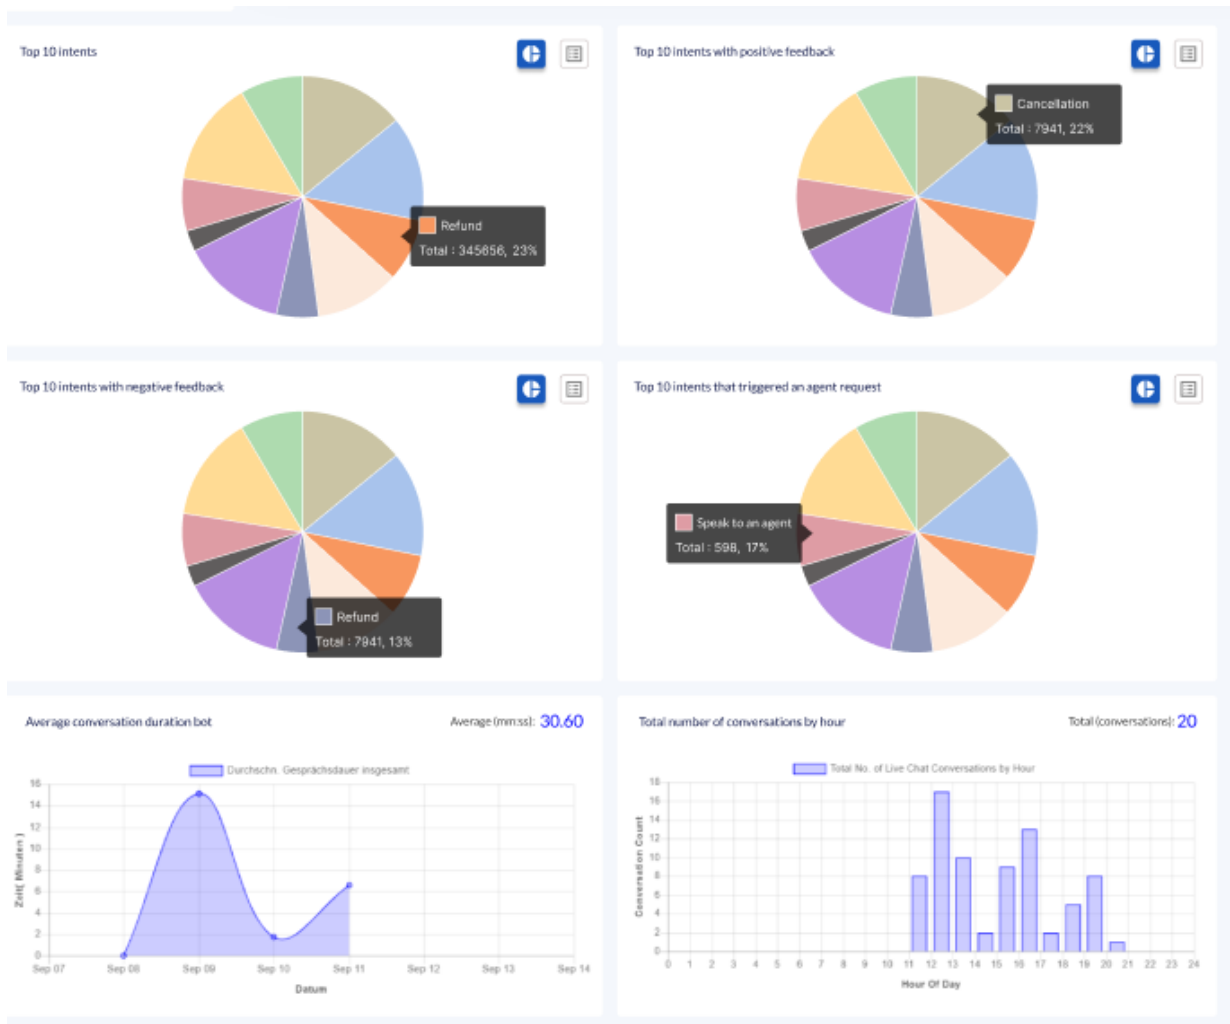 Top 10 intents
Refund
Total : 345656, 23%
Top 10 intents with positive feedback
Cancellation
Total : 7941, 22%
Top 10 intents with negative feedback
Refund
Total : 7941, 13%
Top 10 intents that triggered an agent request
Speak to an agent
Total : 598, 17%
Average conversation duration bot
Average (mm:ss): 30.60
Durchschn. Gesprächsdauer insgesamt
Zeit( Minuten )
16
14
12
10
8
6
4
2
0
Sep 07 Sep 08 Sep 09 Sep 10 Sep 11 Sep 12 Sep 13 Sep 14
Datum
Total number of conversations by hour
Total (conversations): 20
Total No. of Live Chat Conversations by Hour
Conversation Count
18
16
14
12
10
8
6
4
2
0
0 1 2 3 4 5 6 7 8 9 10 11 12 13 14 15 16 17 18 19 20 21 22 23 24
Hour Of Day